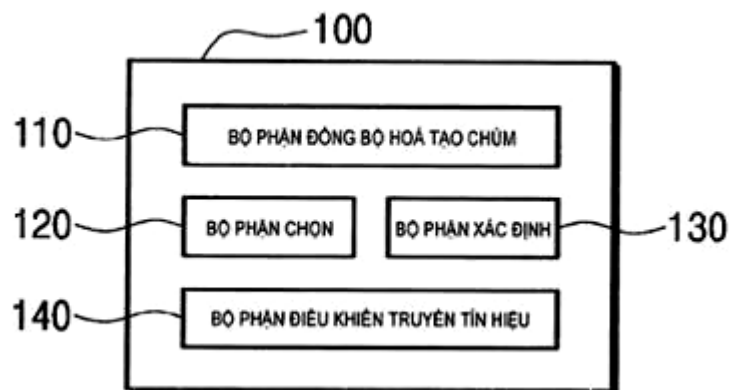 100
110 BỘ PHẬN ĐỒNG BỘ HOÁ TẠO CHÙM
120 BỘ PHẬN CHỌN BỘ PHẬN XÁC ĐỊNH 130
140 BỘ PHẬN ĐIỀU KHIỂN TRUYỀN TÍN HIỆU